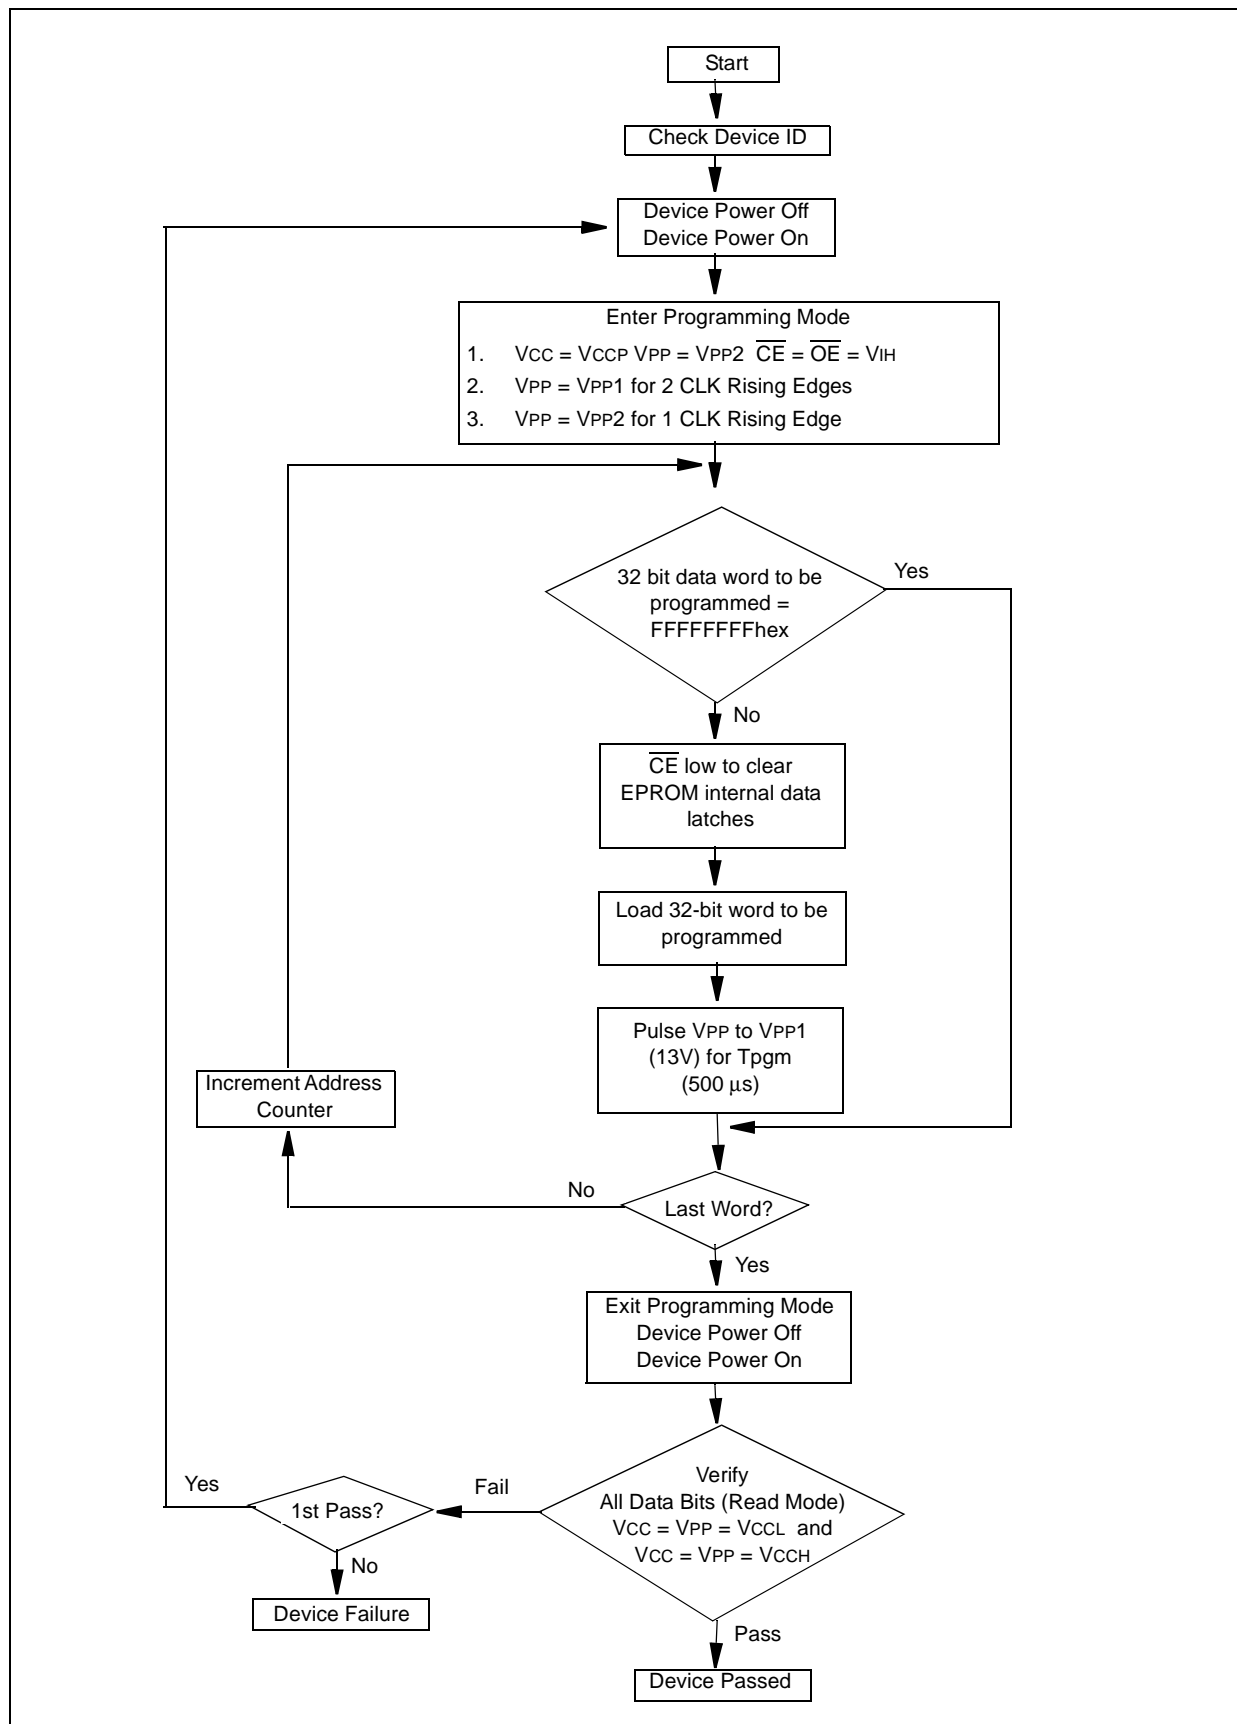 Start
Check Device ID
Device Power Off
Device Power On
Enter Programming Mode
1. VCC = VCCP VPP = VPP2 C̅E̅ = O̅E̅ = VIH
2. VPP = VPP1 for 2 CLK Rising Edges
3. VPP = VPP2 for 1 CLK Rising Edge
32 bit data word to be
programmed =
FFFFFFFFhex
Yes
No
C̅E̅ low to clear
EPROM internal data
latches
Load 32-bit word to be
programmed
Pulse VPP to VPP1
(13V) for Tpgm
(500 μs)
Increment Address
Counter
No
Last Word?
Yes
Exit Programming Mode
Device Power Off
Device Power On
Verify
All Data Bits (Read Mode)
VCC = VPP = VCCL and
VCC = VPP = VCCH
Fail
Yes
1st Pass?
No
Device Failure
Pass
Device Passed